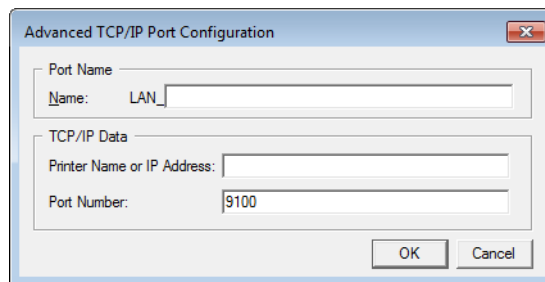 Advanced TCP/IP Port Configuration
Port Name
Name: LAN_
TCP/IP Data
Printer Name or IP Address:
Port Number: 9100
OK Cancel